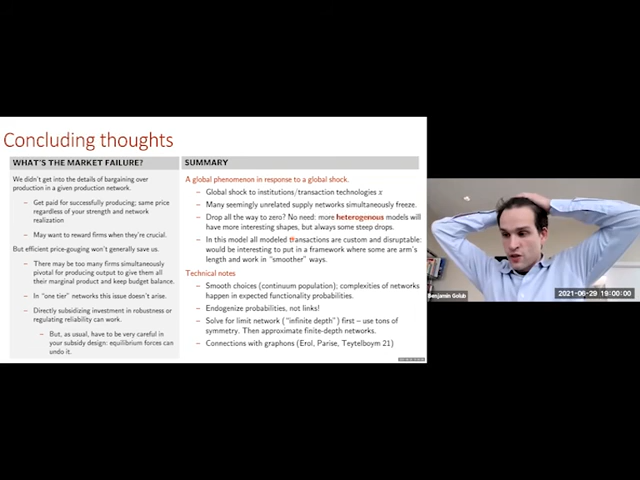 Concluding thoughts
WHAT'S THE MARKET FAILURE?
We didn't get into the details of bargaining over
production in a given production network.
– Get paid for successfully producing; same price
regardless of your strength and network
realization
– May want to reward firms when they're crucial.
But efficient price-gouging won't generally save us.
– There may be too many firms simultaneously
pivotal for producing output to give them all
their marginal product and keep budget balance.
– In "one tier" networks this issue doesn't arise.
– Directly subsidizing investment in robustness or
regulating reliability can work.
– But, as usual, have to be very careful in
your subsidy design: equilibrium forces can
undo it.
SUMMARY
A global phenomenon in response to a global shock.
– Global shock to institutions/transaction technologies x
– Many seemingly unrelated supply networks simultaneously freeze.
– Drop all the way to zero? No need: more heterogenous models will
have more interesting shapes, but always some steep drops.
– In this model all modeled transactions are custom and disruptable:
would be interesting to put in a framework where some are arm's
length and work in "smoother" ways.
Technical notes
– Smooth choices (continum population); complexities of networks
happen in expected functionality probabilities.
– Endogenize probabilities, not links!
– Solve for limit network ("infinite depth") first – use tons of
symmetry. Then approximate finite-depth networks.
– Connections with graphons (Erol, Parise, Teytelboym 21)
Benjamin Golub
2021-06-29 19:00:00